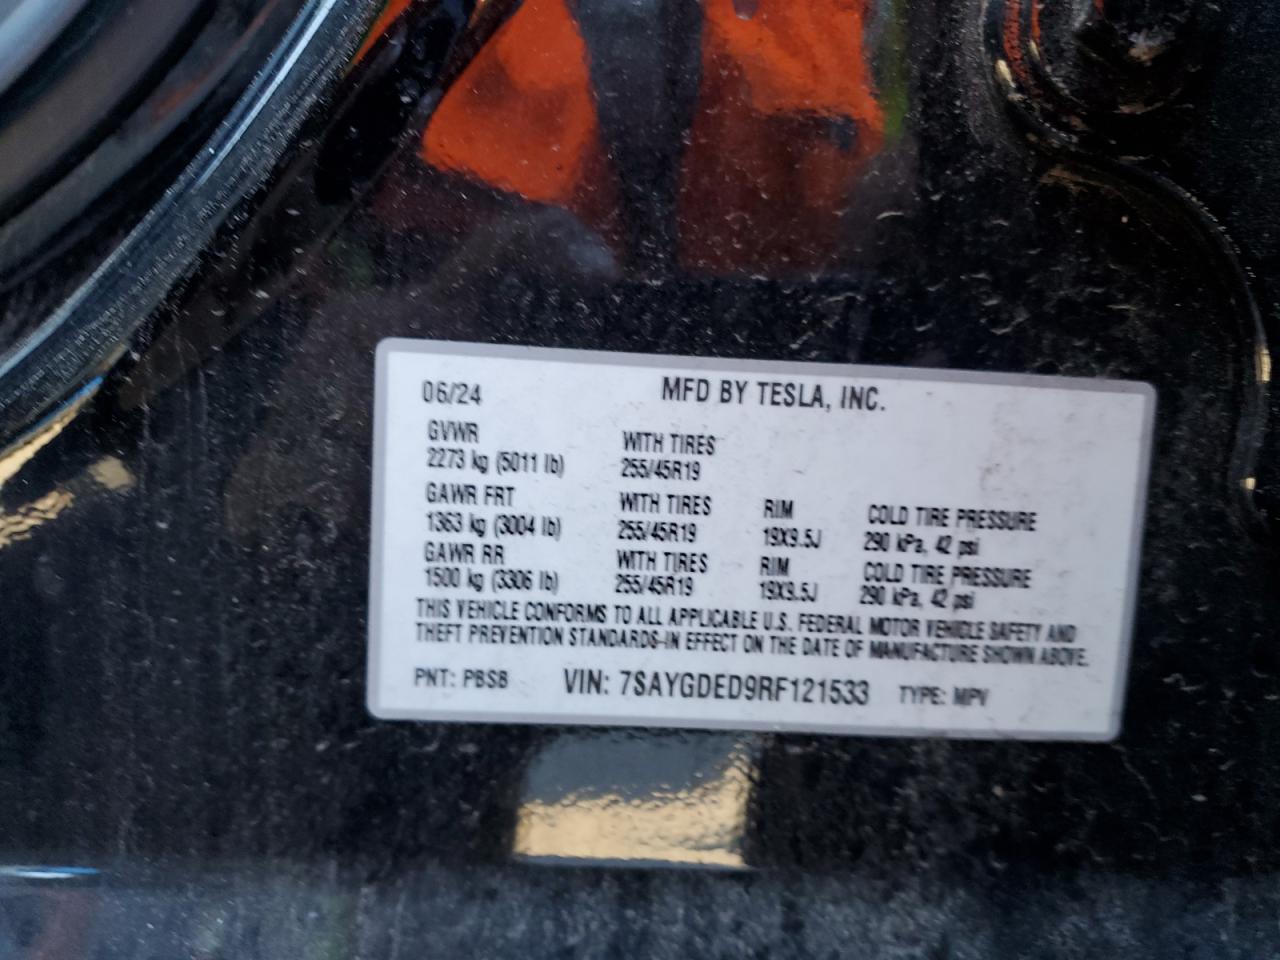 06/24 MFD BY TESLA, INC.
GVWR WITH TIRES
2273 kg (5011 lb) 255/45R19
GAWR FRT WITH TIRES RIM COLD TIRE PRESSURE
1363 kg (3004 lb) 255/45R19 19X9.5J 290 kPa, 42 psi
GAWR RR WITH TIRES RIM COLD TIRE PRESSURE
1500 kg (3306 lb) 255/45R19 19X9.5J 290 kPa, 42 psi
THIS VEHICLE CONFORMS TO ALL APPLICABLE U.S. FEDERAL MOTOR VEHICLE SAFETY AND
THEFT PREVENTION STANDARDS-IN EFFECT ON THE DATE OF MANUFACTURE SHOWN ABOVE.
PNT: PBSB VIN: 7SAYGDED9RF121533 TYPE: MPV